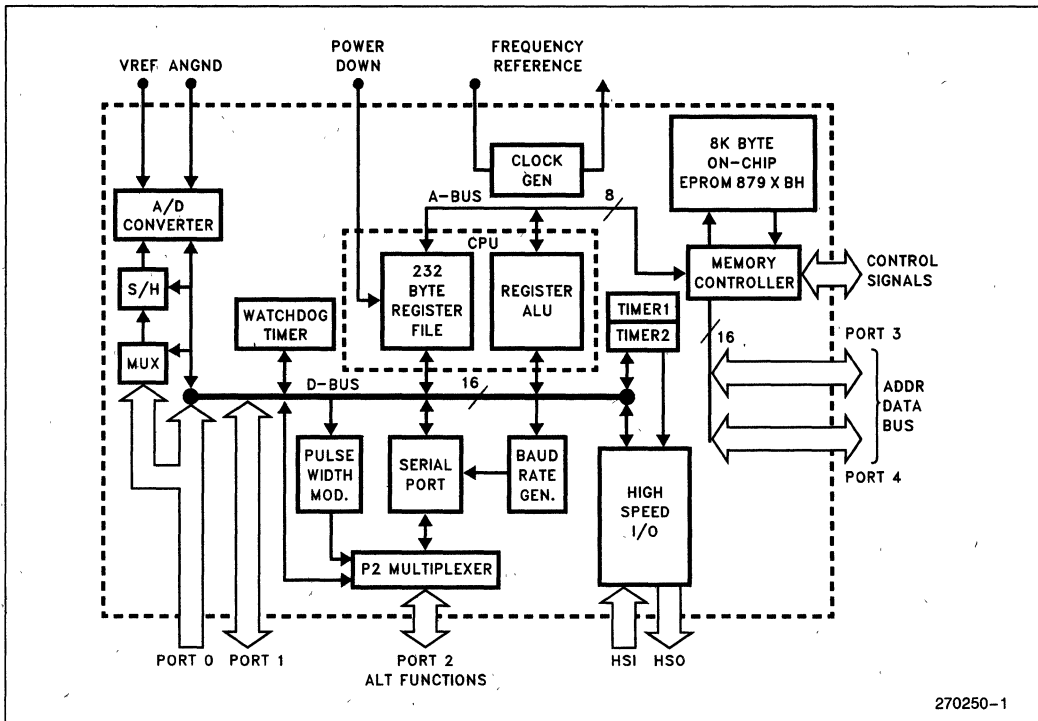 POWER
DOWN
FREQUENCY
REFERENCE
VREF ANGND
CLOCK
GEN
8K BYTE
ON-CHIP
EPROM 879 X BH
A-BUS
8
A/D
CONVERTER
CPU
S/H
232
BYTE
REGISTER
FILE
REGISTER
ALU
MEMORY
CONTROLLER
CONTROL
SIGNALS
WATCHDOG
TIMER
TIMER1
TIMER2
16
PORT 3
MUX
D-BUS
16
ADDR
DATA
BUS
PULSE
WIDTH
MOD.
SERIAL
PORT
BAUD
RATE
GEN.
HIGH
SPEED
I/O
PORT 4
P2 MULTIPLEXER
PORT 0
PORT 1
PORT 2
ALT FUNCTIONS
HSI
HSO
270250-1